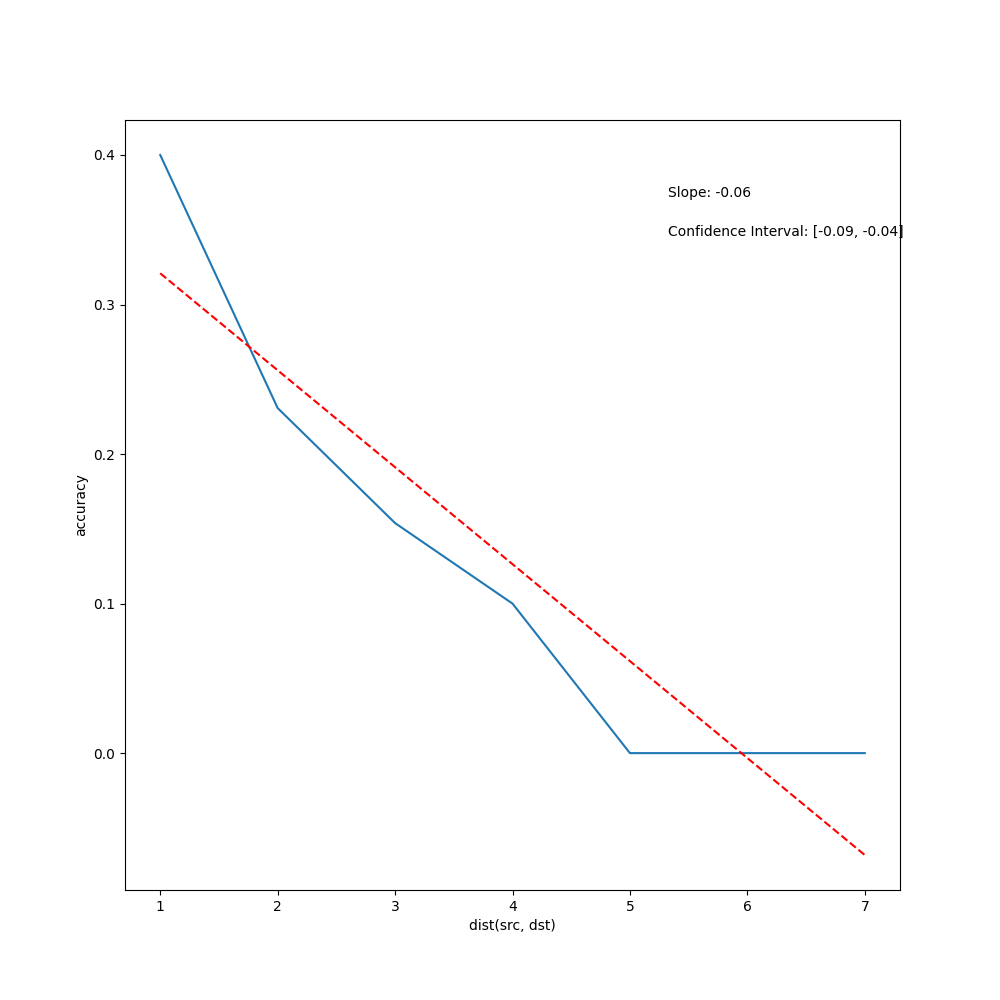 Slope: -0.06
Confidence Interval: [-0.09, -0.04]
0.4
0.3
0.2
0.1
0.0
accuracy
1 2 3 4 5 6 7
dist(src, dst)